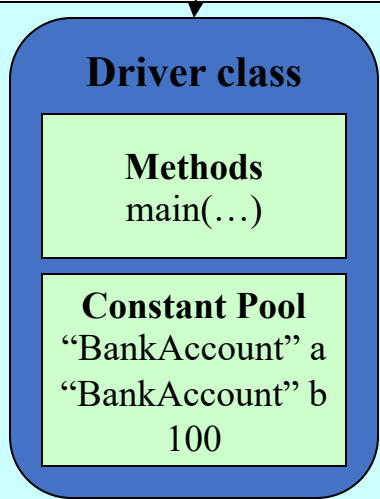 Driver class
Methods
main(…)
Constant Pool
“BankAccount” a
“BankAccount” b
100